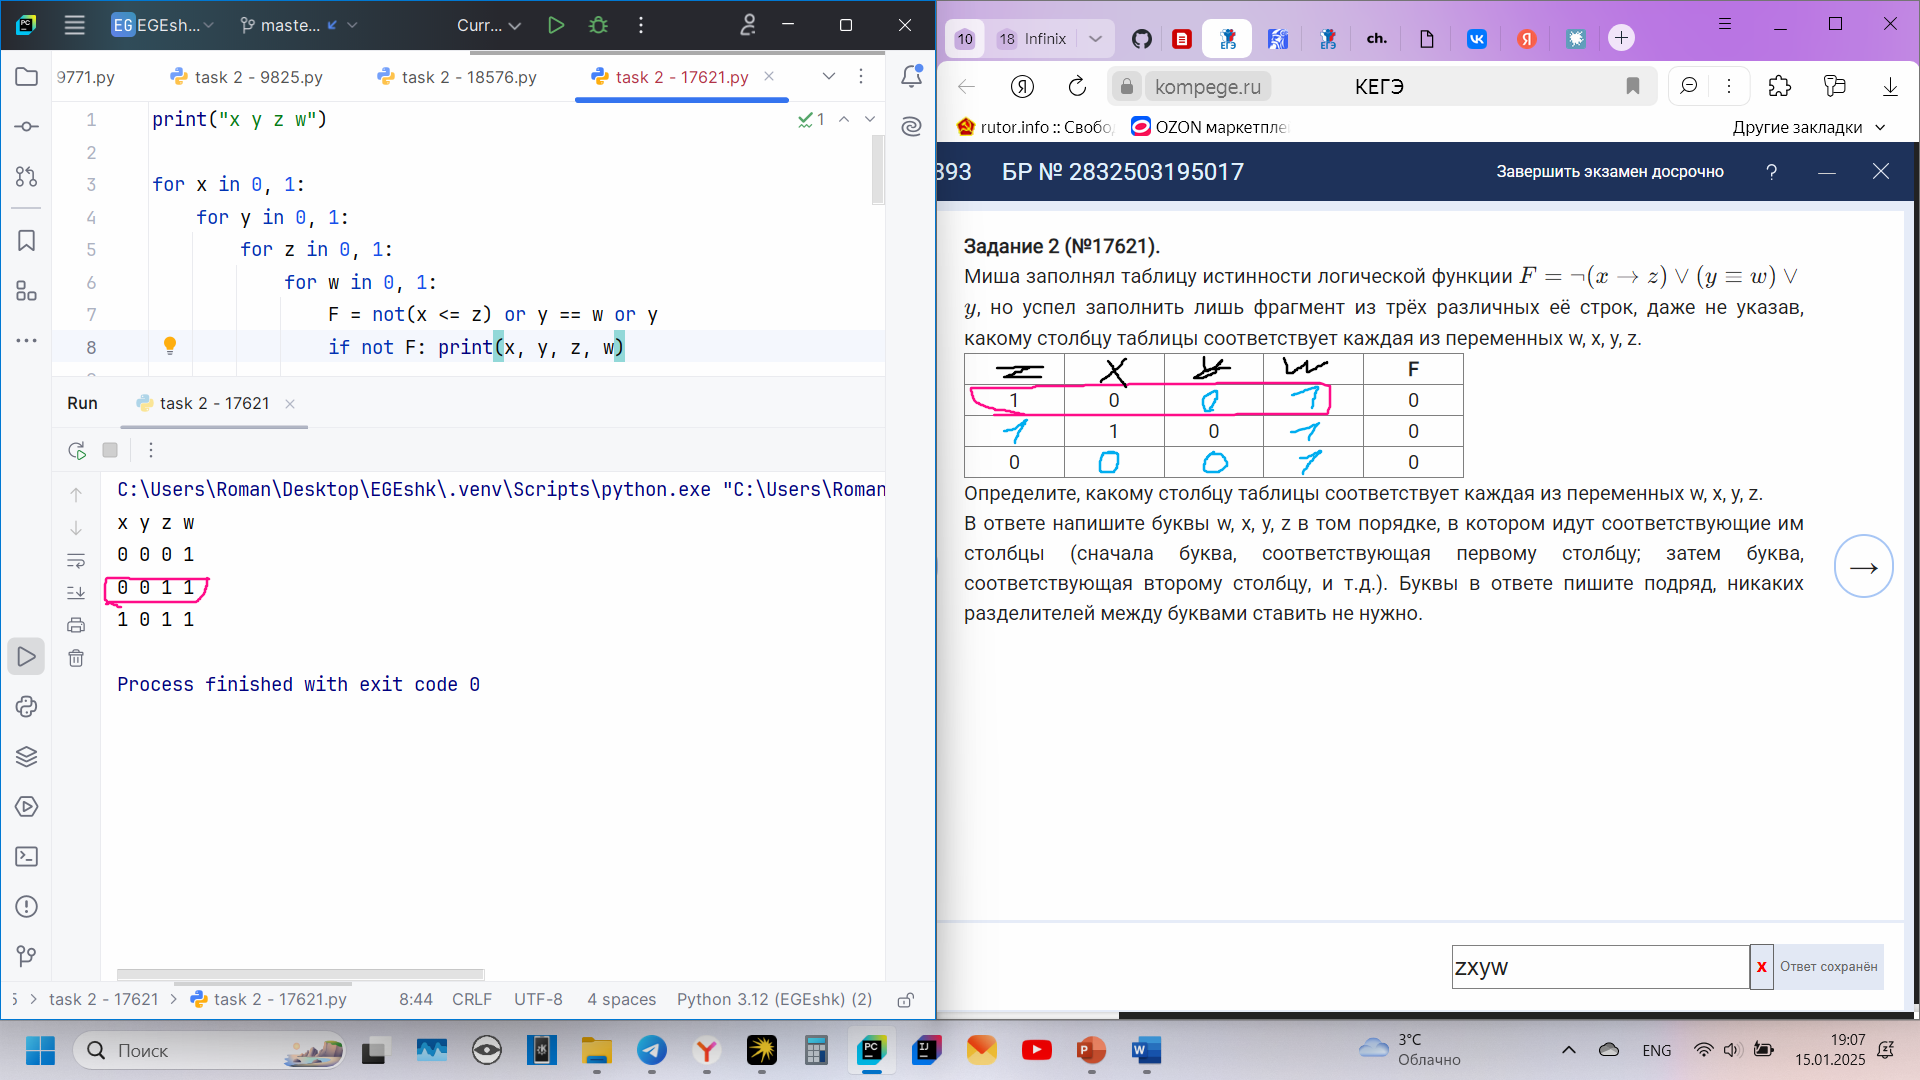 EG EGEsh...
maste...
Curr...
9771.py
task 2 - 9825.py
task 2 - 18576.py
task 2 - 17621.py
1 print("x y z w")
1
2
3 for x in 0, 1:
4 for y in 0, 1:
5 for z in 0, 1:
6 for w in 0, 1:
7 F = not(x <= z) or y == w or y
8 if not F: print(x, y, z, w)
Run
task 2 - 17621
C:\Users\Roman\Desktop\EGEshk\.venv\Scripts\python.exe "C:\Users\Roman
x y z w
0 0 0 1
0 0 1 1
1 0 1 1
Process finished with exit code 0
5 > task 2 - 17621 > task 2 - 17621.py
8:44 CRLF UTF-8 4 spaces Python 3.12 (EGEshk) (2)
10
18 Infinix
ЕГЭ
ЕГЭ
ch.
kompege.ru
КЕГЭ
rutor.info :: Свобо
OZON маркетпле
Другие закладки
393 БР № 2832503195017
Завершить экзамен досрочно
?
Задание 2 (№17621).
Миша заполнял таблицу истинности логической функции F = ¬(x → z) ∨ (y ≡ w) ∨
y, но успел заполнить лишь фрагмент из трёх различных её строк, даже не указав,
какому столбцу таблицы соответствует каждая из переменных w, x, y, z.
z x y w F
1 0 0 1 0
1 1 0 1 0
0 0 0 1 0
Определите, какому столбцу таблицы соответствует каждая из переменных w, x, y, z.
В ответе напишите буквы w, x, y, z в том порядке, в котором идут соответствующие им
столбцы (сначала буква, соответствующая первому столбцу; затем буква,
соответствующая второму столбцу, и т.д.). Буквы в ответе пишите подряд, никаких
разделителей между буквами ставить не нужно.
zxyw
x
Ответ сохранён
Поиск
3°C
Облачно
ENG
19:07
15.01.2025